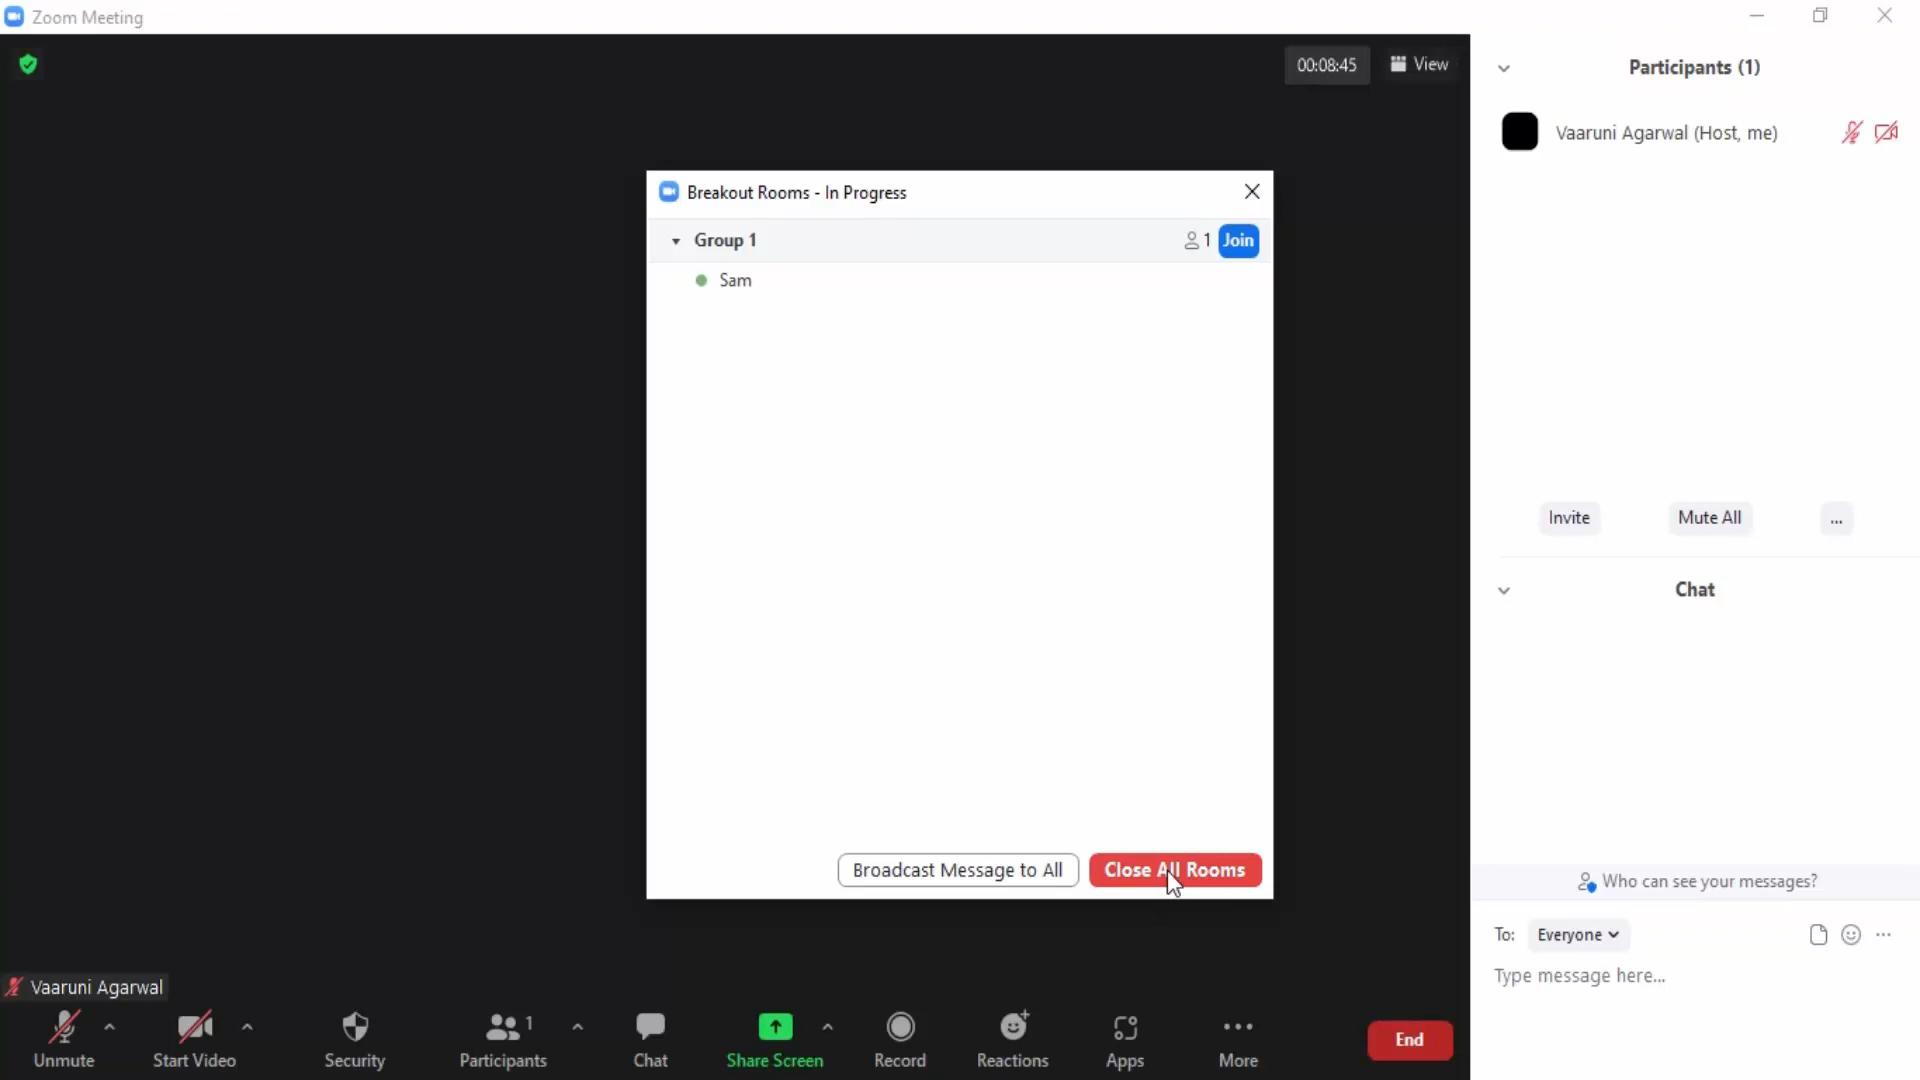 Zoom Meeting
00:08:45
View
Participants (1)
Vaaruni Agarwal (Host, me)
Breakout Rooms - In Progress
Group 1
1
Join
Sam
Invite
Mute All
...
Chat
Broadcast Message to All
Close All Rooms
Who can see your messages?
To:
Everyone
Type message here...
Vaaruni Agarwal
Unmute
Start Video
Security
Participants
1
Chat
Share Screen
Record
Reactions
Apps
More
End